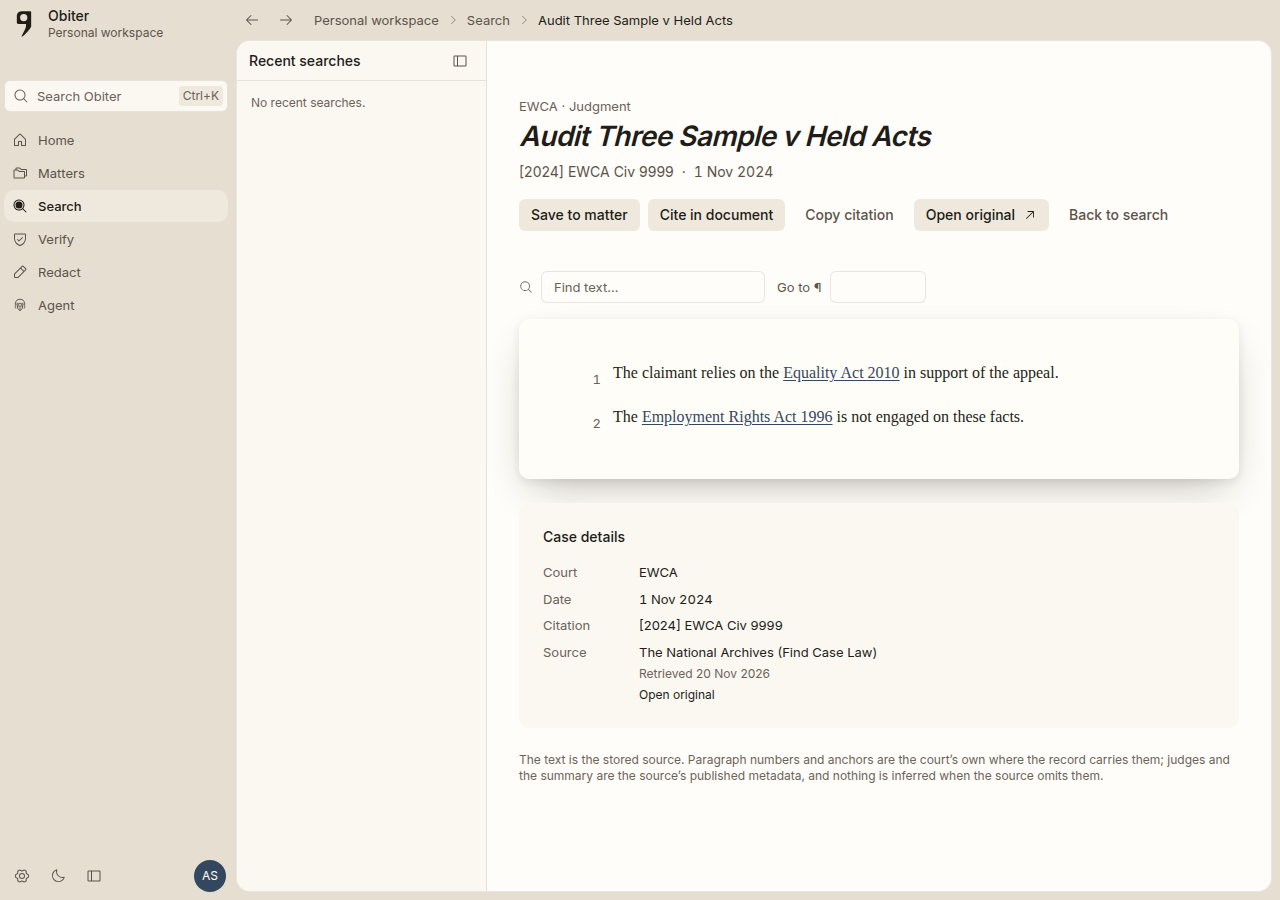 Obiter
Personal workspace
Search Obiter
Ctrl+K
Home
Matters
Search
Verify
Redact
Agent
AS
Personal workspace
Search
Audit Three Sample v Held Acts
Recent searches
No recent searches.
EWCA · Judgment
Audit Three Sample v Held Acts
[2024] EWCA Civ 9999 · 1 Nov 2024
Save to matter
Cite in document
Copy citation
Open original
Back to search
Find text...
Go to ¶
1 The claimant relies on the Equality Act 2010 in support of the appeal.
2 The Employment Rights Act 1996 is not engaged on these facts.
Case details
Court EWCA
Date 1 Nov 2024
Citation [2024] EWCA Civ 9999
Source The National Archives (Find Case Law)
Retrieved 20 Nov 2026
Open original
The text is the stored source. Paragraph numbers and anchors are the court’s own where the record carries them; judges and
the summary are the source’s published metadata, and nothing is inferred when the source omits them.